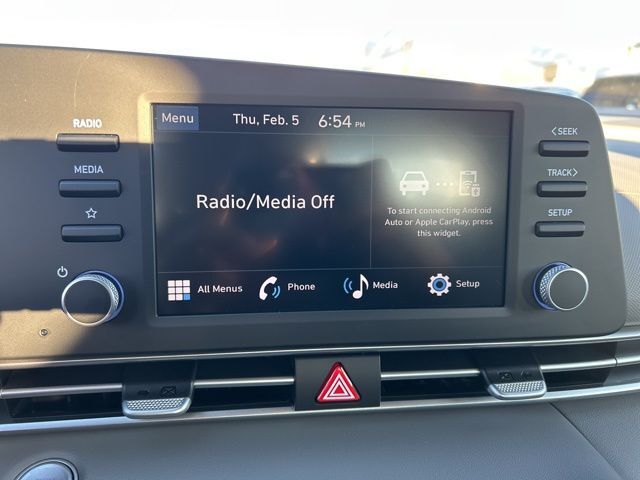 Menu
Thu, Feb. 5
6:54 PM
RADIO
MEDIA
Radio/Media Off
To start connecting Android
Auto or Apple CarPlay, press
this widget.
All Menus
Phone
Media
Setup
< SEEK
TRACK >
SETUP